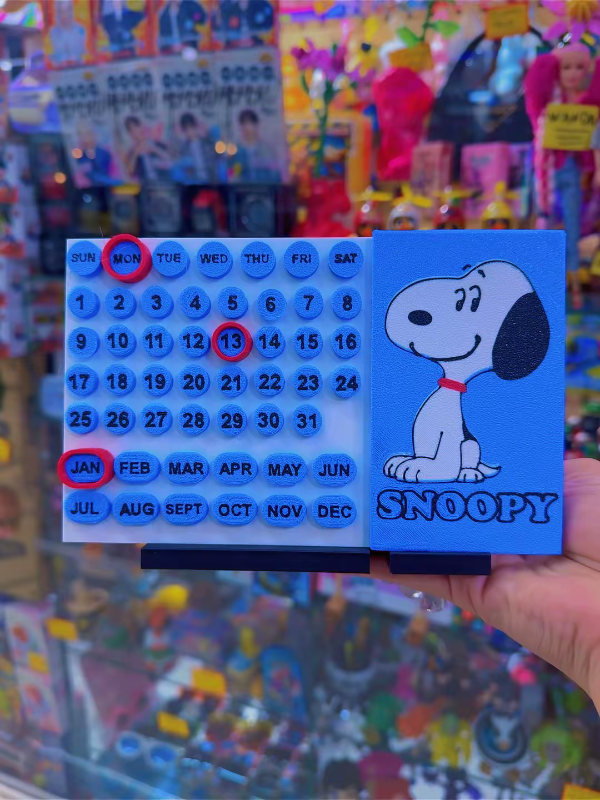 SUN MON TUE WED THU FRI SAT
1 2 3 4 5 6 7 8
9 10 11 12 13 14 15 16
17 18 19 20 21 22 23 24
25 26 27 28 29 30 31
JAN FEB MAR APR MAY JUN
JUL AUG SEPT OCT NOV DEC
SNOOPY